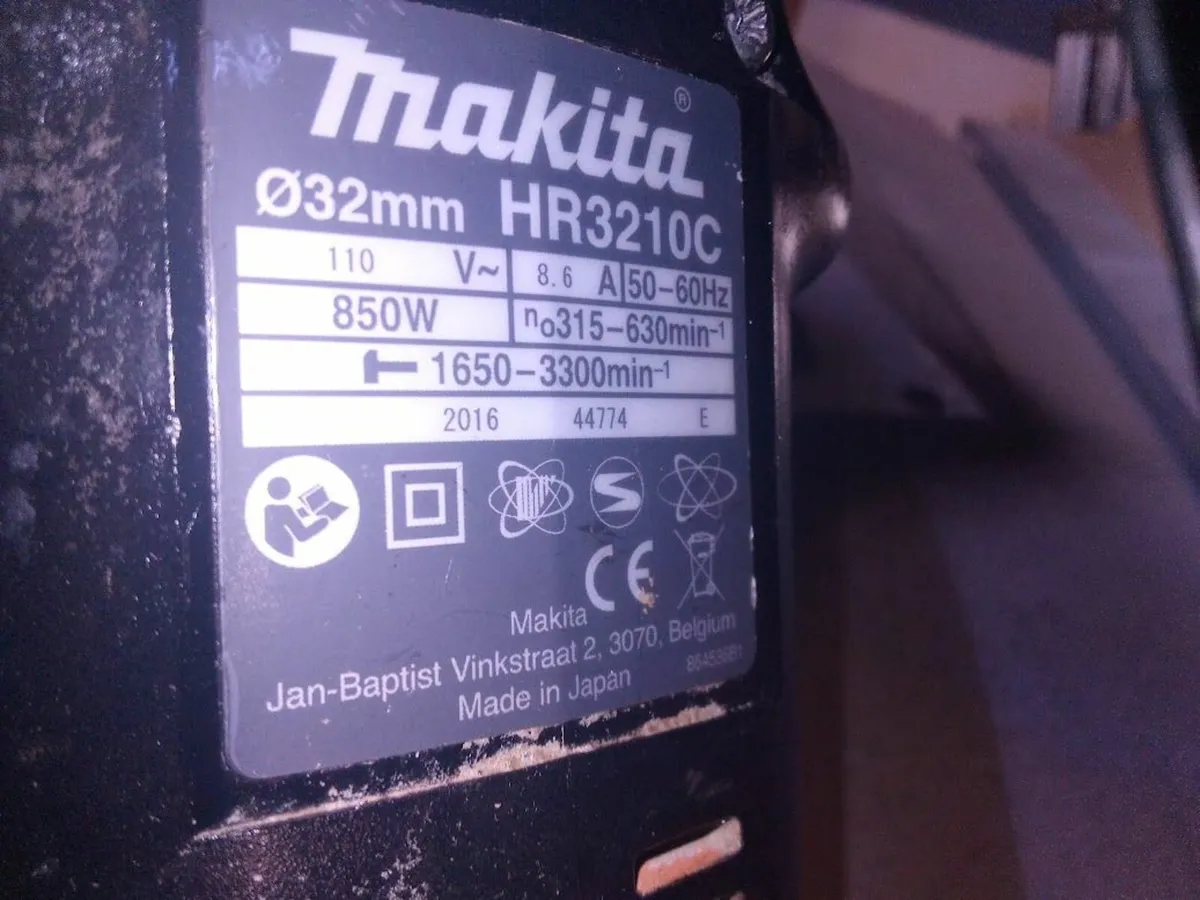 makita ®
Ø32mm HR3210C
110 V~ 8.6 A 50–60Hz
850W n₀315–630min⁻¹
1650–3300min⁻¹
2016 44774 E
CE
Makita
Jan-Baptist Vinkstraat 2, 3070, Belgium
Made in Japan